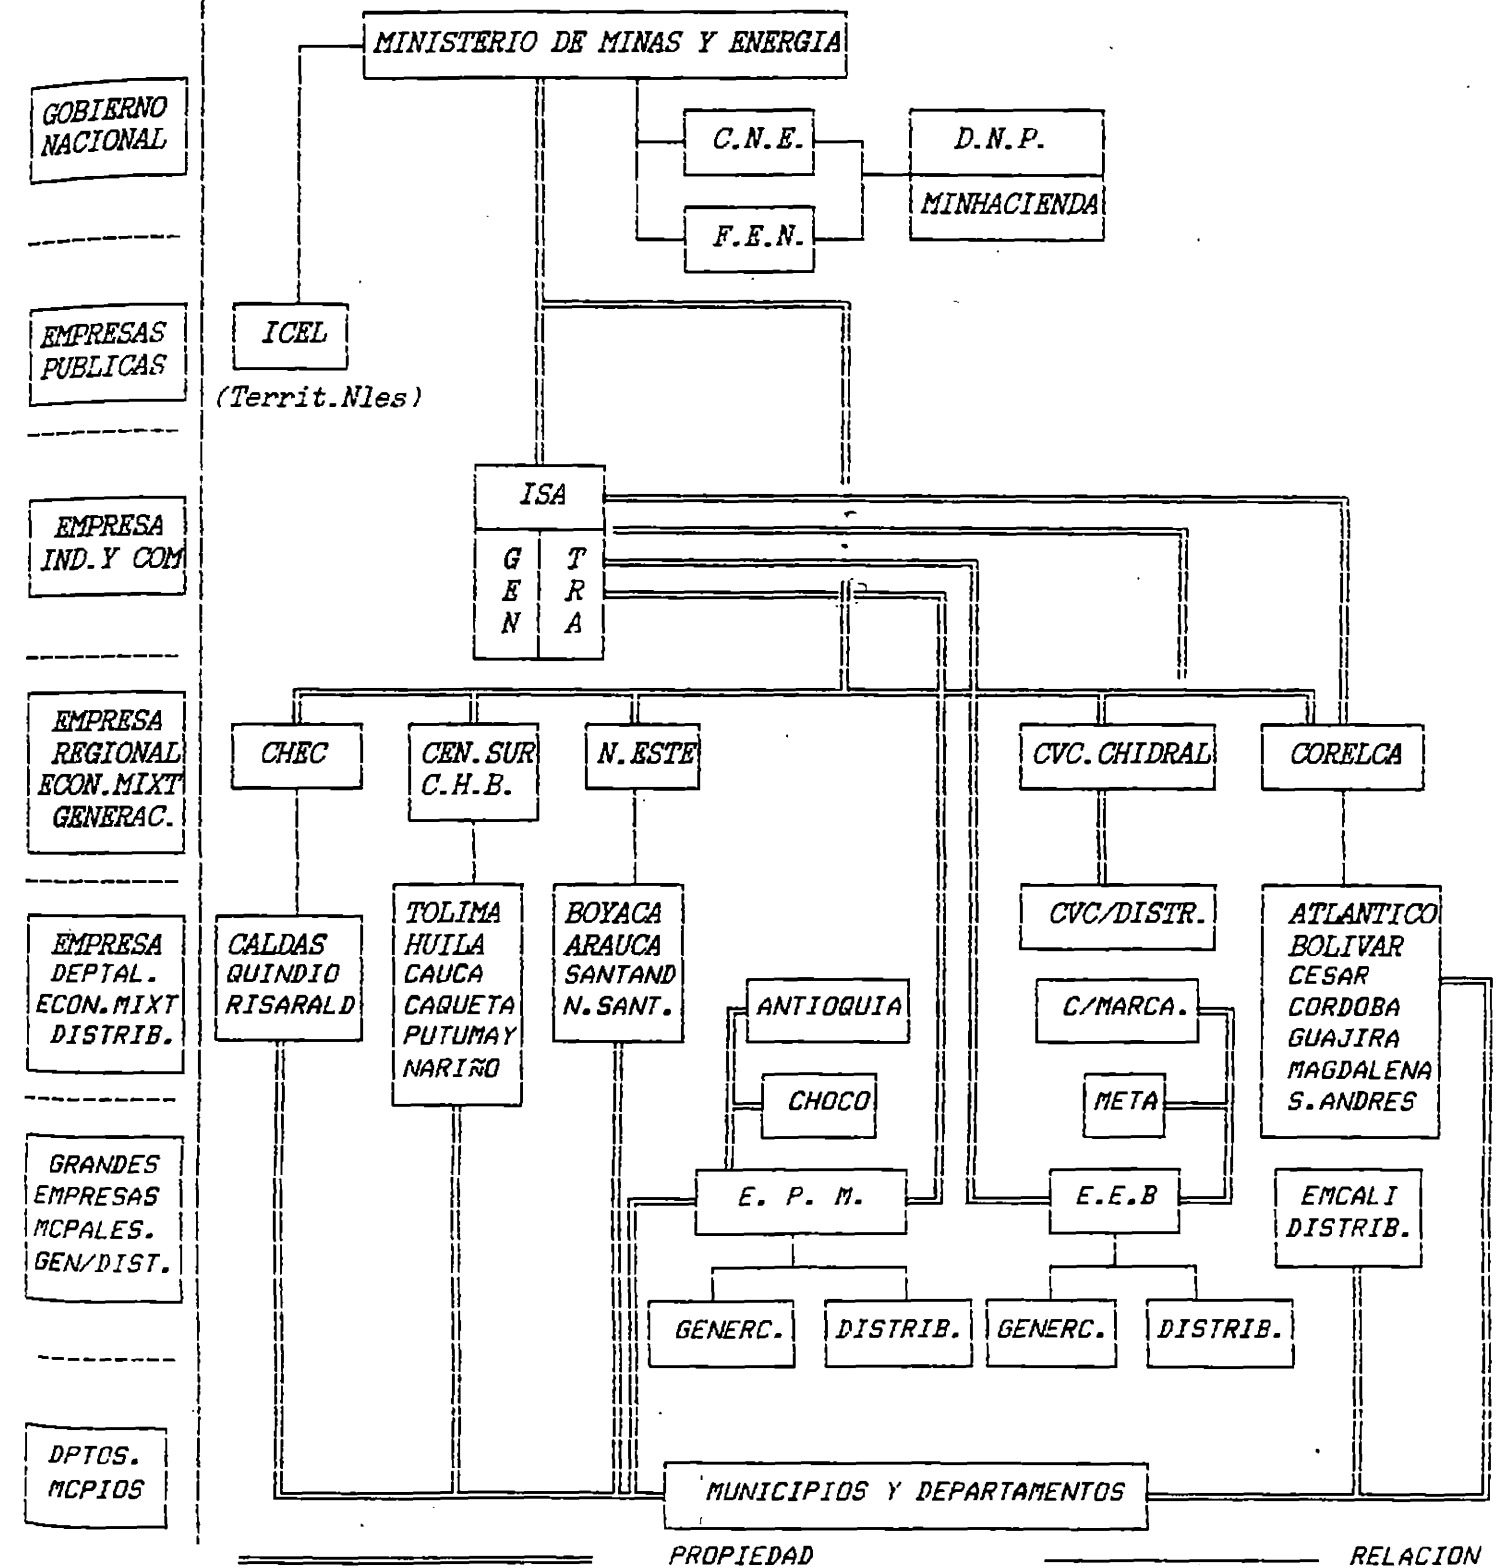 MINISTERIO DE MINAS Y ENERGIA
GOBIERNO
NACIONAL
C.N.E.
D.N.P.
MINHACIENDA
F.E.N.
EMPRESAS
PUBLICAS
ICEL
(Territ.Nles)
EMPRESA
IND.Y COM
ISA
G
E
N
T
R
A
EMPRESA
REGIONAL
ECON.MIXT
GENERAC.
CHEC
CEN.SUR
C.H.B.
N.ESTE
CVC.CHIDRAL
CORELCA
EMPRESA
DEPTAL.
ECON.MIXT
DISTRIB.
CALDAS
QUINDIO
RISARALD
TOLIMA
HUILA
CAUCA
CAQUETA
PUTUMAY
NARIÑO
BOYACA
ARAUCA
SANTAND
N.SANT.
CVC/DISTR.
ATLANTICO
BOLIVAR
CESAR
CORDOBA
GUAJIRA
MAGDALENA
S.ANDRES
ANTIOQUIA
CHOCO
C/MARCA.
META
GRANDES
EMPRESAS
MCPALES.
GEN/DIST.
E. P. M.
E.E.B
EMCALI
DISTRIB.
GENERC.
DISTRIB.
GENERC.
DISTRIB.
DPTOS.
MCPIOS
MUNICIPIOS Y DEPARTAMENTOS
PROPIEDAD
RELACION